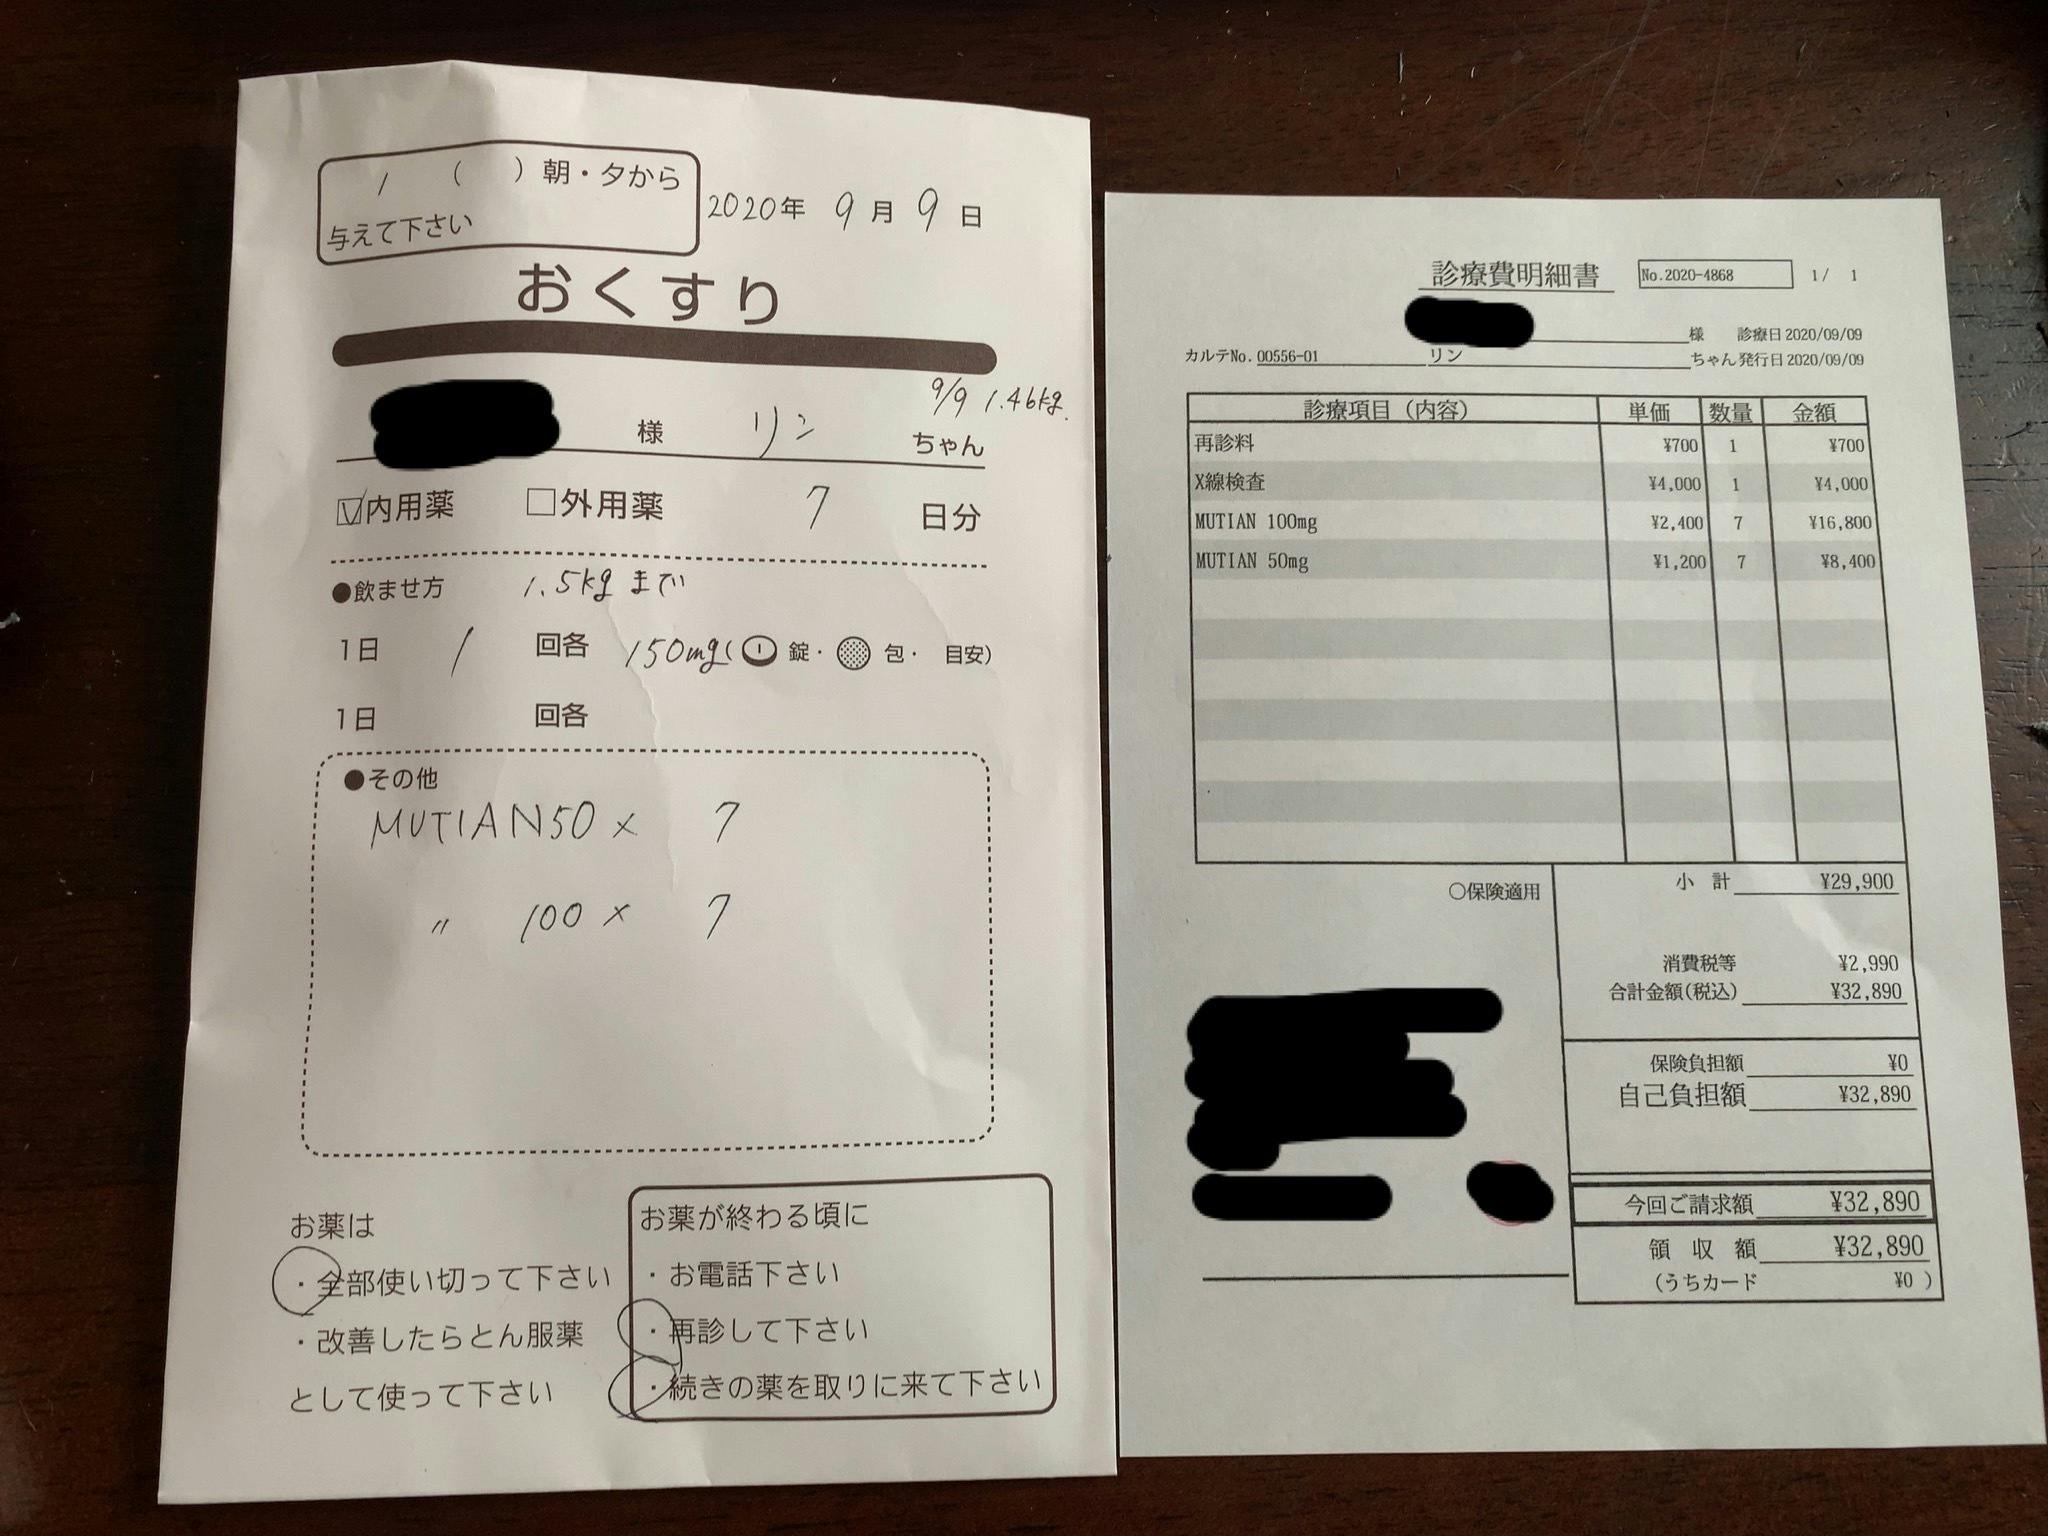 / ( ) 朝・夕から
与えて下さい
2020年 9月 9日
おくすり
9/9 1.46kg.
様 リン ちゃん
☑内用薬 □外用薬 7 日分
●飲ませ方 1.5kgまで
1日 1 回各 150mg( 錠・ 包・ 目安)
1日 回各
●その他
MUTIAN50 × 7
〃 100 × 7
お薬は
・全部使い切って下さい
・改善したらとん服薬
として使って下さい
お薬が終わる頃に
・お電話下さい
・再診して下さい
・続きの薬を取りに来て下さい
診療費明細書 No.2020-4868 1/ 1
様 診療日 2020/09/09
カルテNo. 00556-01 リン ちゃん 発行日 2020/09/09
診療項目(内容) 単価 数量 金額
再診料 ¥700 1 ¥700
X線検査 ¥4,000 1 ¥4,000
MUTIAN 100mg ¥2,400 7 ¥16,800
MUTIAN 50mg ¥1,200 7 ¥8,400
○保険適用
小 計 ¥29,900
消費税等 ¥2,990
合計金額(税込) ¥32,890
保険負担額 ¥0
自己負担額 ¥32,890
今回ご請求額 ¥32,890
領 収 額 ¥32,890
(うちカード ¥0 )